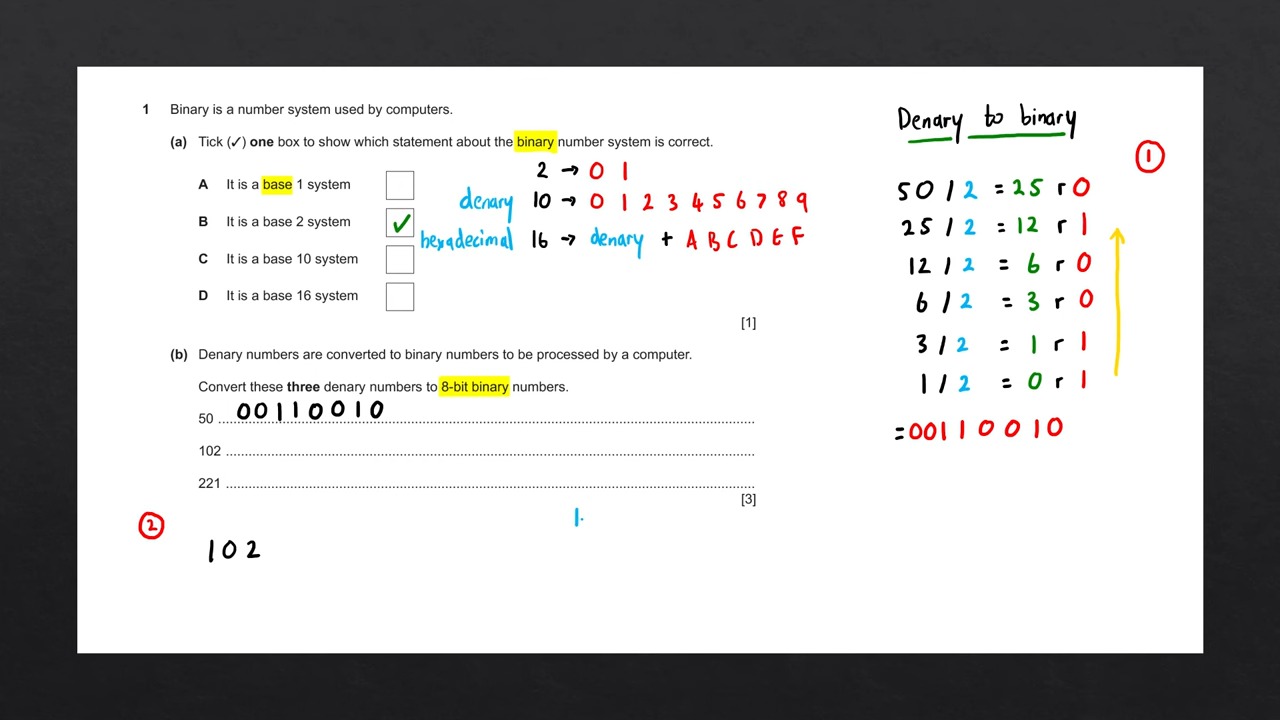 1 Binary is a number system used by computers.
(a) Tick (✓) one box to show which statement about the binary number system is correct.
2 → 0 1
A It is a base 1 system
denary 10 → 0 1 2 3 4 5 6 7 8 9
B It is a base 2 system ✓
hexadecimal 16 → denary + A B C D E F
C It is a base 10 system
D It is a base 16 system
[1]
(b) Denary numbers are converted to binary numbers to be processed by a computer.
Convert these three denary numbers to 8-bit binary numbers.
50 00110010
102
221
[3]
1
2
102
Denary to binary
1
50 / 2 = 25 r 0
25 / 2 = 12 r 1
12 / 2 = 6 r 0
6 / 2 = 3 r 0
3 / 2 = 1 r 1
1 / 2 = 0 r 1
= 00110010